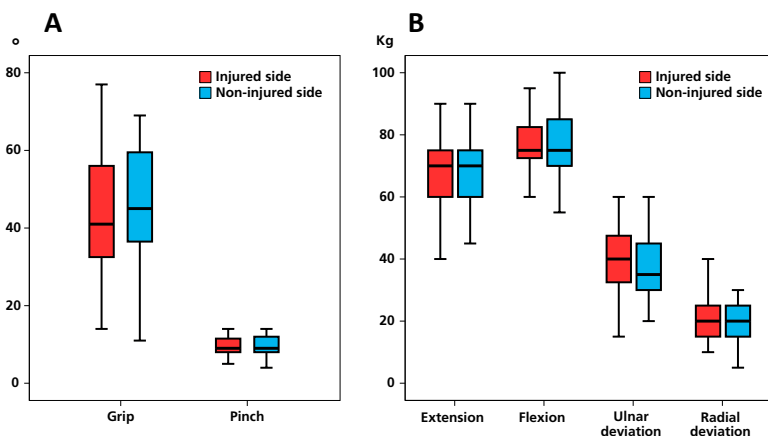 A
°
80
60
40
20
0
Injured side
Non-injured side
Grip
Pinch
B
Kg
100
80
60
40
20
0
Injured side
Non-injured side
Extension
Flexion
Ulnar
deviation
Radial
deviation